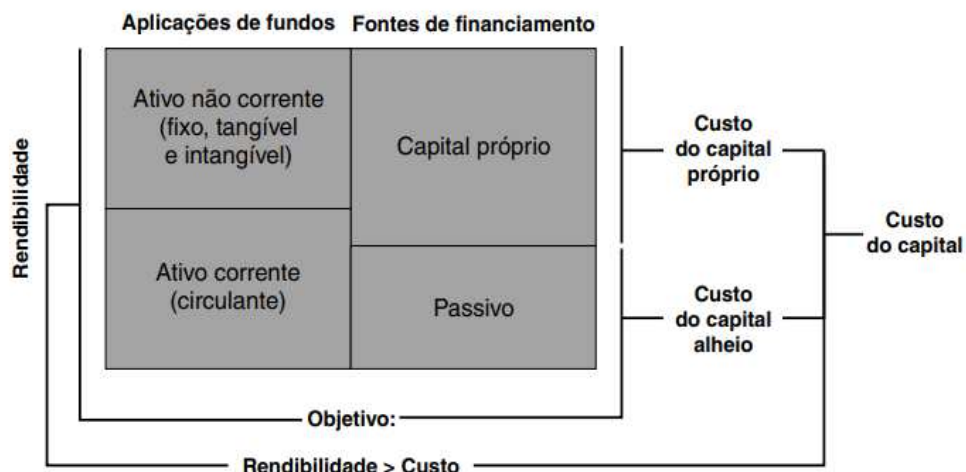 Aplicações de fundos
Fontes de financiamento
Ativo não corrente
(fixo, tangível
e intangível)
Capital próprio
Ativo corrente
(circulante)
Passivo
Rendibilidade
Custo
do capital
próprio
Custo
do capital
alheio
Custo
do capital
Objetivo:
Rendibilidade > Custo